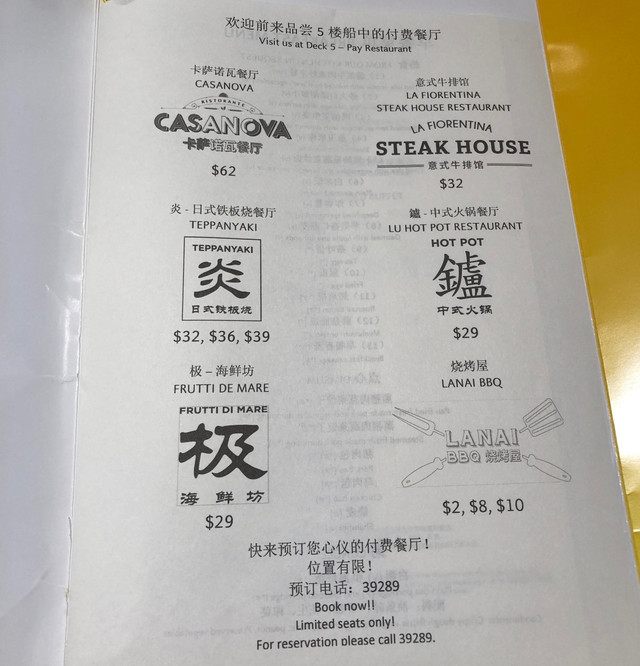 欢迎前来品尝 5 楼船中的付费餐厅
Visit us at Deck 5 – Pay Restaurant
卡萨诺瓦餐厅
CASANOVA
RISTORANTE
CASANOVA
卡萨诺瓦餐厅
$62
意式牛排馆
LA FIORENTINA
STEAK HOUSE RESTAURANT
LA FIORENTINA
STEAK HOUSE
意式牛排馆
$32
炎 - 日式铁板烧餐厅
TEPPANYAKI
TEPPANYAKI
炎
日式铁板烧
$32, $36, $39
鑪 - 中式火锅餐厅
LU HOT POT RESTAURANT
HOT POT
鑪
中式火锅
$29
极 – 海鲜坊
FRUTTI DE MARE
FRUTTI DI MARE
极
海鲜坊
$29
烧烤屋
LANAI BBQ
LANAI
BBQ 烧烤屋
$2, $8, $10
快来预订您心仪的付费餐厅！
位置有限！
预订电话：39289
Book now!!
Limited seats only!
For reservation please call 39289.